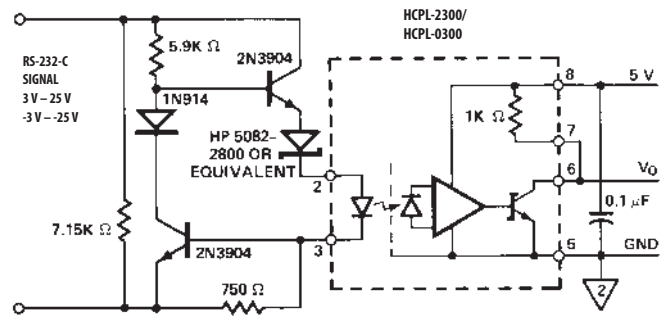 HCPL-2300/
HCPL-0300
RS-232-C
SIGNAL
3 V – 25 V
-3 V – -25 V
5.9K Ω
2N3904
1N914
HP 5082–
2800 OR
EQUIVALENT
2
3
7.15K Ω
2N3904
750 Ω
1K Ω
8
5 V
7
6
VO
0.1 μF
5
GND
2